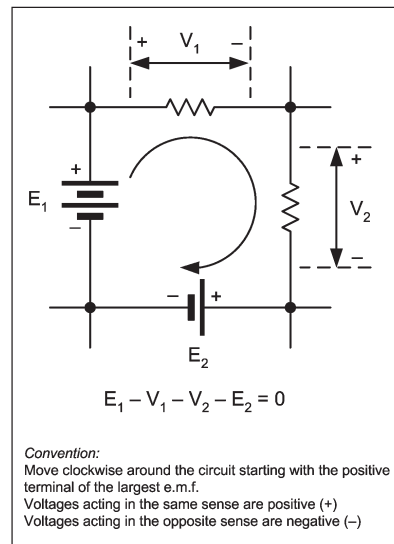 + V₁ –
+
E₁
–
+
V₂
–
– +
E₂
E₁ – V₁ – V₂ – E₂ = 0
Convention:
Move clockwise around the circuit starting with the positive
terminal of the largest e.m.f.
Voltages acting in the same sense are positive (+)
Voltages acting in the opposite sense are negative (–)